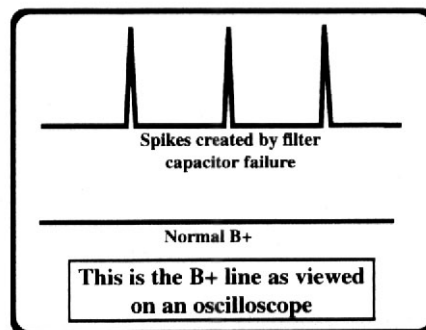 Spikes created by filter
capacitor failure
Normal B+
This is the B+ line as viewed
on an oscilloscope